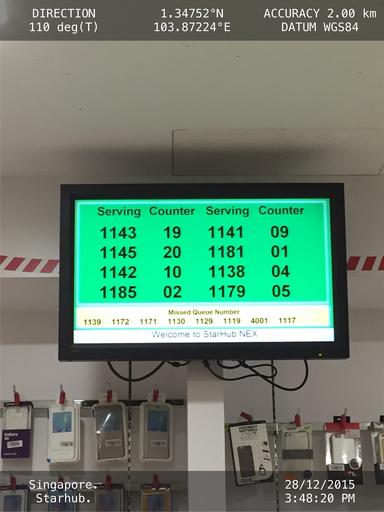 DIRECTION 1.34752°N ACCURACY 2.00 km
110 deg(T) 103.87224°E DATUM WGS84
Serving Counter Serving Counter
1143 19 1141 09
1145 20 1181 01
1142 10 1138 04
1185 02 1179 05
Missed Queue Number
1139 1172 1171 1130 1129 1119 4001 1117
Welcome to StarHub NEX
Galaxy
Singapore. 28/12/2015
Starhub. 3:48:20 PM